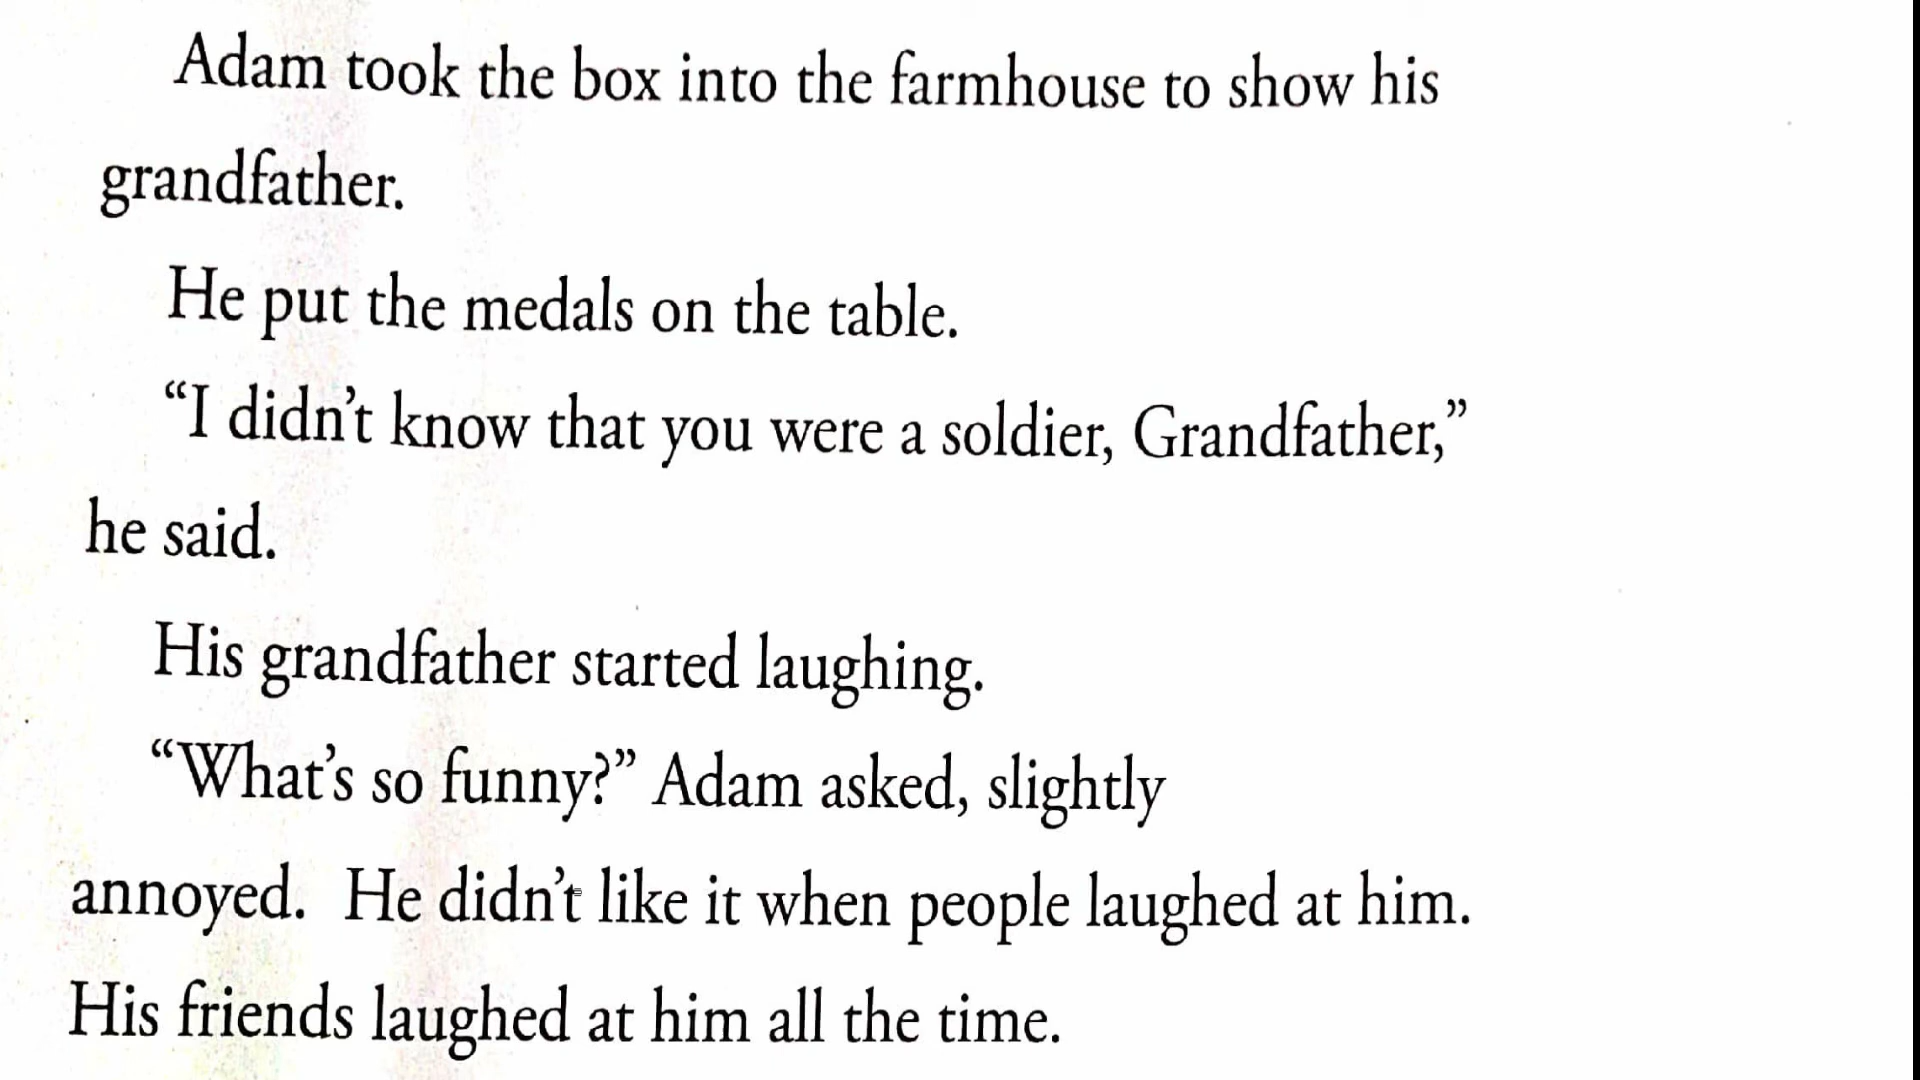 Adam took the box into the farmhouse to show his
grandfather.
He put the medals on the table.
“I didn’t know that you were a soldier, Grandfather,”
he said.
His grandfather started laughing.
“What’s so funny?” Adam asked, slightly
annoyed. He didn’t like it when people laughed at him.
His friends laughed at him all the time.